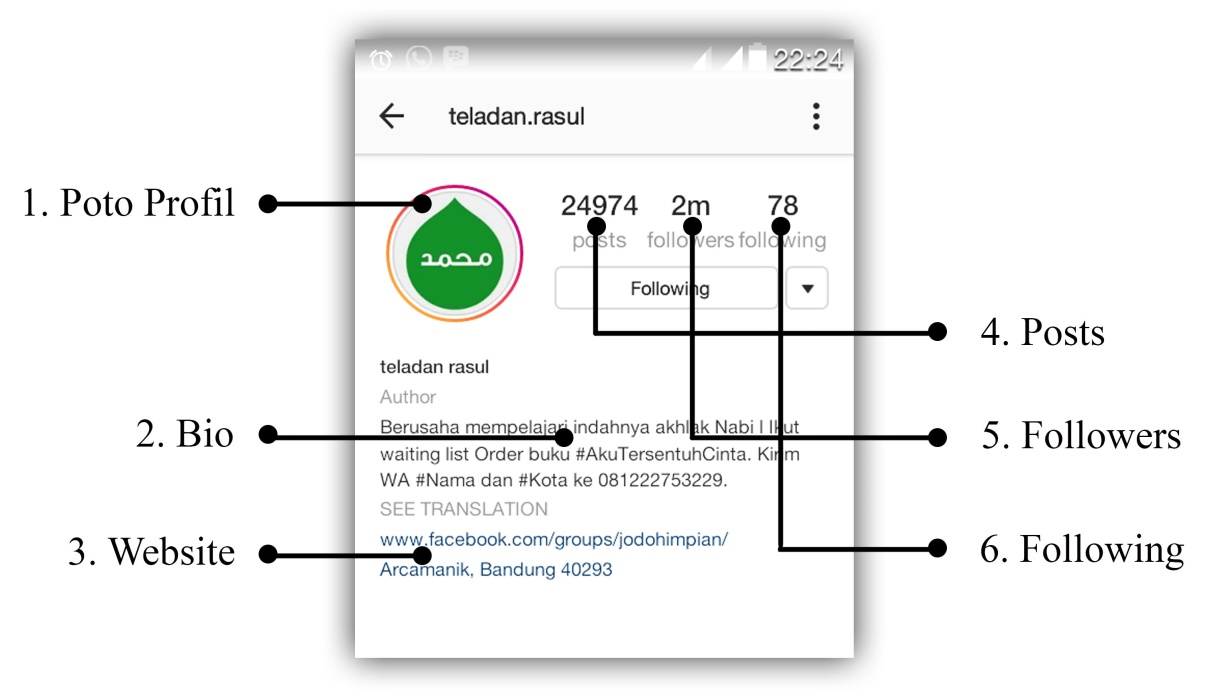 22:24
teladan.rasul
1. Poto Profil
محمد
24974 2m 78
posts followers following
Following
4. Posts
teladan rasul
Author
2. Bio
Berusaha mempelajari indahnya akhlak Nabi | Ikut
waiting list Order buku #AkuTersentuhCinta. Kirim
WA #Nama dan #Kota ke 081222753229.
5. Followers
SEE TRANSLATION
3. Website
www.facebook.com/groups/jodohimpian/
Arcamanik, Bandung 40293
6. Following